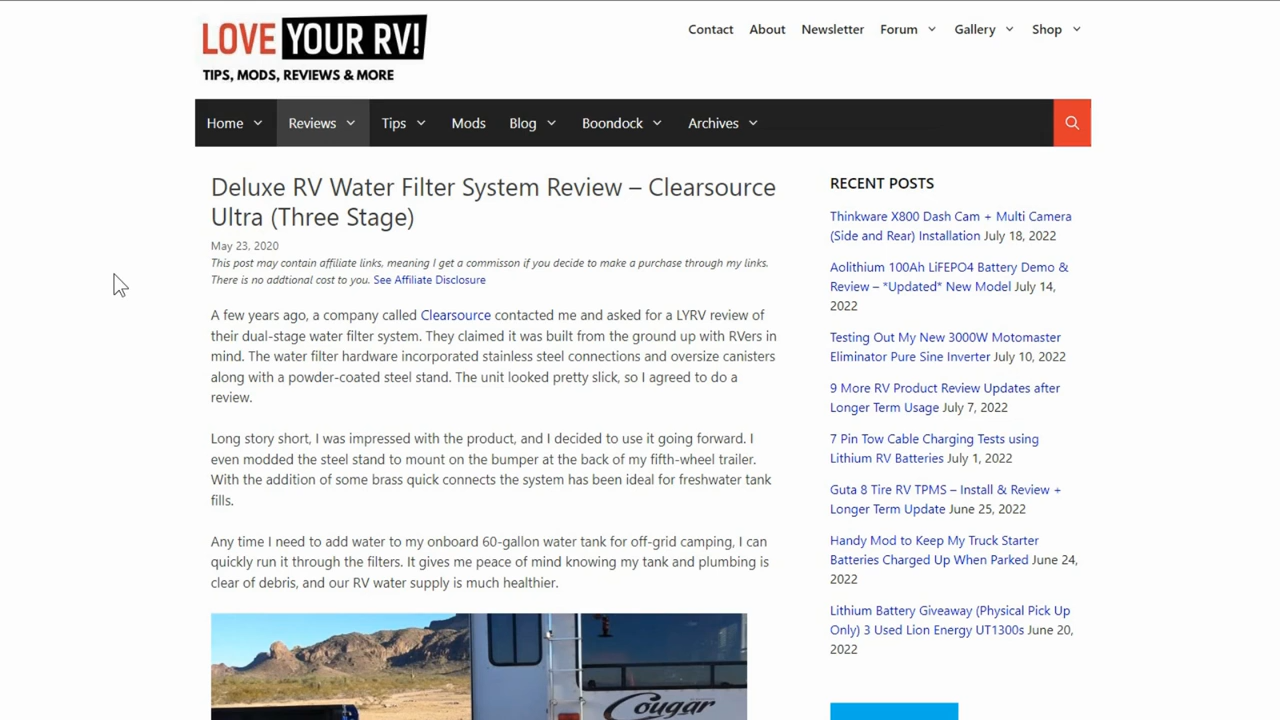 LOVE YOUR RV!
TIPS, MODS, REVIEWS & MORE
Contact About Newsletter Forum Gallery Shop
Home Reviews Tips Mods Blog Boondock Archives
Deluxe RV Water Filter System Review – Clearsource
Ultra (Three Stage)
May 23, 2020
This post may contain affiliate links, meaning I get a commisson if you decide to make a purchase through my links.
There is no addtional cost to you. See Affiliate Disclosure
A few years ago, a company called Clearsource contacted me and asked for a LYRV review of
their dual-stage water filter system. They claimed it was built from the ground up with RVers in
mind. The water filter hardware incorporated stainless steel connections and oversize canisters
along with a powder-coated steel stand. The unit looked pretty slick, so I agreed to do a
review.
Long story short, I was impressed with the product, and I decided to use it going forward. I
even modded the steel stand to mount on the bumper at the back of my fifth-wheel trailer.
With the addition of some brass quick connects the system has been ideal for freshwater tank
fills.
Any time I need to add water to my onboard 60-gallon water tank for off-grid camping, I can
quickly run it through the filters. It gives me peace of mind knowing my tank and plumbing is
clear of debris, and our RV water supply is much healthier.
Cougar
RECENT POSTS
Thinkware X800 Dash Cam + Multi Camera
(Side and Rear) Installation July 18, 2022
Aolithium 100Ah LiFEPO4 Battery Demo &
Review – *Updated* New Model July 14,
2022
Testing Out My New 3000W Motomaster
Eliminator Pure Sine Inverter July 10, 2022
9 More RV Product Review Updates after
Longer Term Usage July 7, 2022
7 Pin Tow Cable Charging Tests using
Lithium RV Batteries July 1, 2022
Guta 8 Tire RV TPMS – Install & Review +
Longer Term Update June 25, 2022
Handy Mod to Keep My Truck Starter
Batteries Charged Up When Parked June 24,
2022
Lithium Battery Giveaway (Physical Pick Up
Only) 3 Used Lion Energy UT1300s June 20,
2022